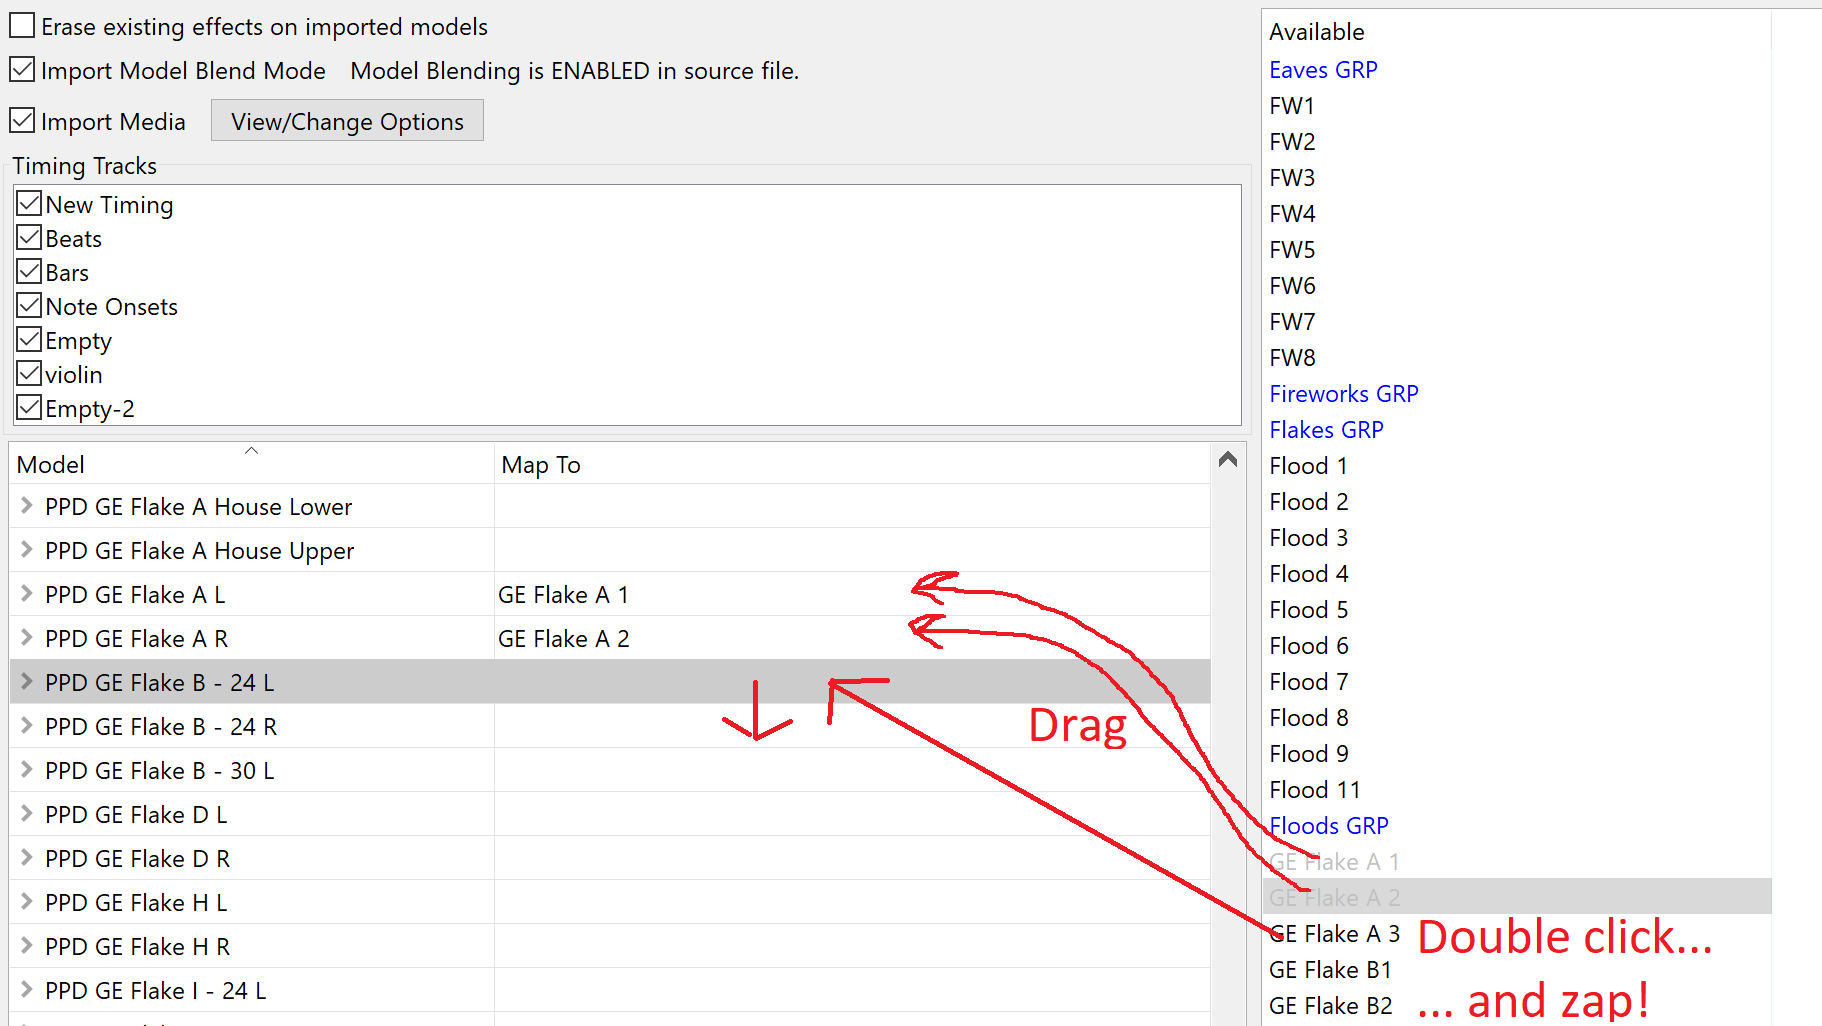 Erase existing effects on imported models
Import Model Blend Mode Model Blending is ENABLED in source file.
Import Media View/Change Options
Timing Tracks
New Timing
Beats
Bars
Note Onsets
Empty
violin
Empty-2
Model Map To
PPD GE Flake A House Lower
PPD GE Flake A House Upper
PPD GE Flake A L GE Flake A 1
PPD GE Flake A R GE Flake A 2
PPD GE Flake B - 24 L
PPD GE Flake B - 24 R
PPD GE Flake B - 30 L
PPD GE Flake D L
PPD GE Flake D R
PPD GE Flake H L
PPD GE Flake H R
PPD GE Flake I - 24 L
Drag
Available
Eaves GRP
FW1
FW2
FW3
FW4
FW5
FW6
FW7
FW8
Fireworks GRP
Flakes GRP
Flood 1
Flood 2
Flood 3
Flood 4
Flood 5
Flood 6
Flood 7
Flood 8
Flood 9
Flood 11
Floods GRP
GE Flake A 1
GE Flake A 2
GE Flake A 3
GE Flake B1
GE Flake B2
Double click...
... and zap!